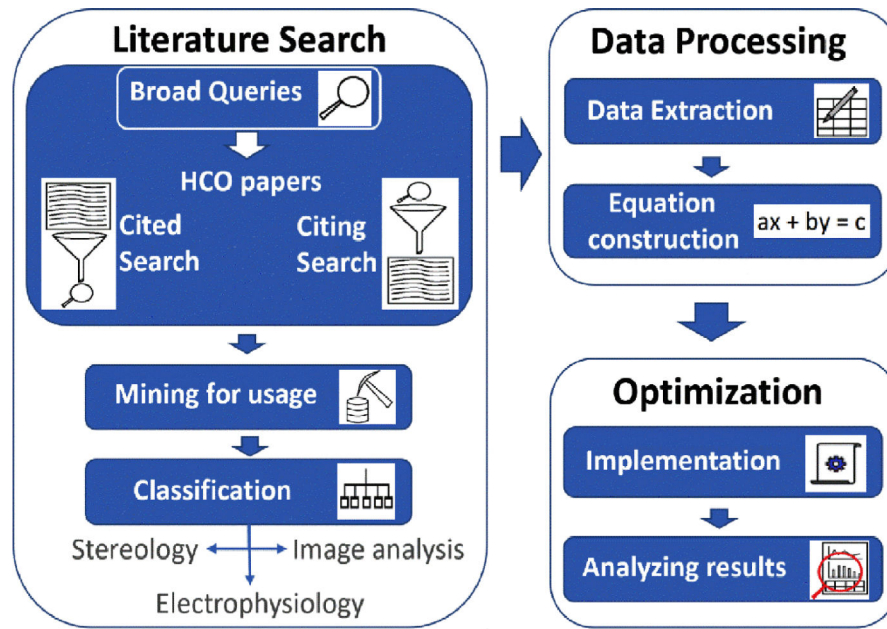 Literature Search
Broad Queries
HCO papers
Cited
Search
Citing
Search
Mining for usage
Classification
Stereology
Image analysis
Electrophysiology
Data Processing
Data Extraction
Equation
construction
ax + by = c
Optimization
Implementation
Analyzing results